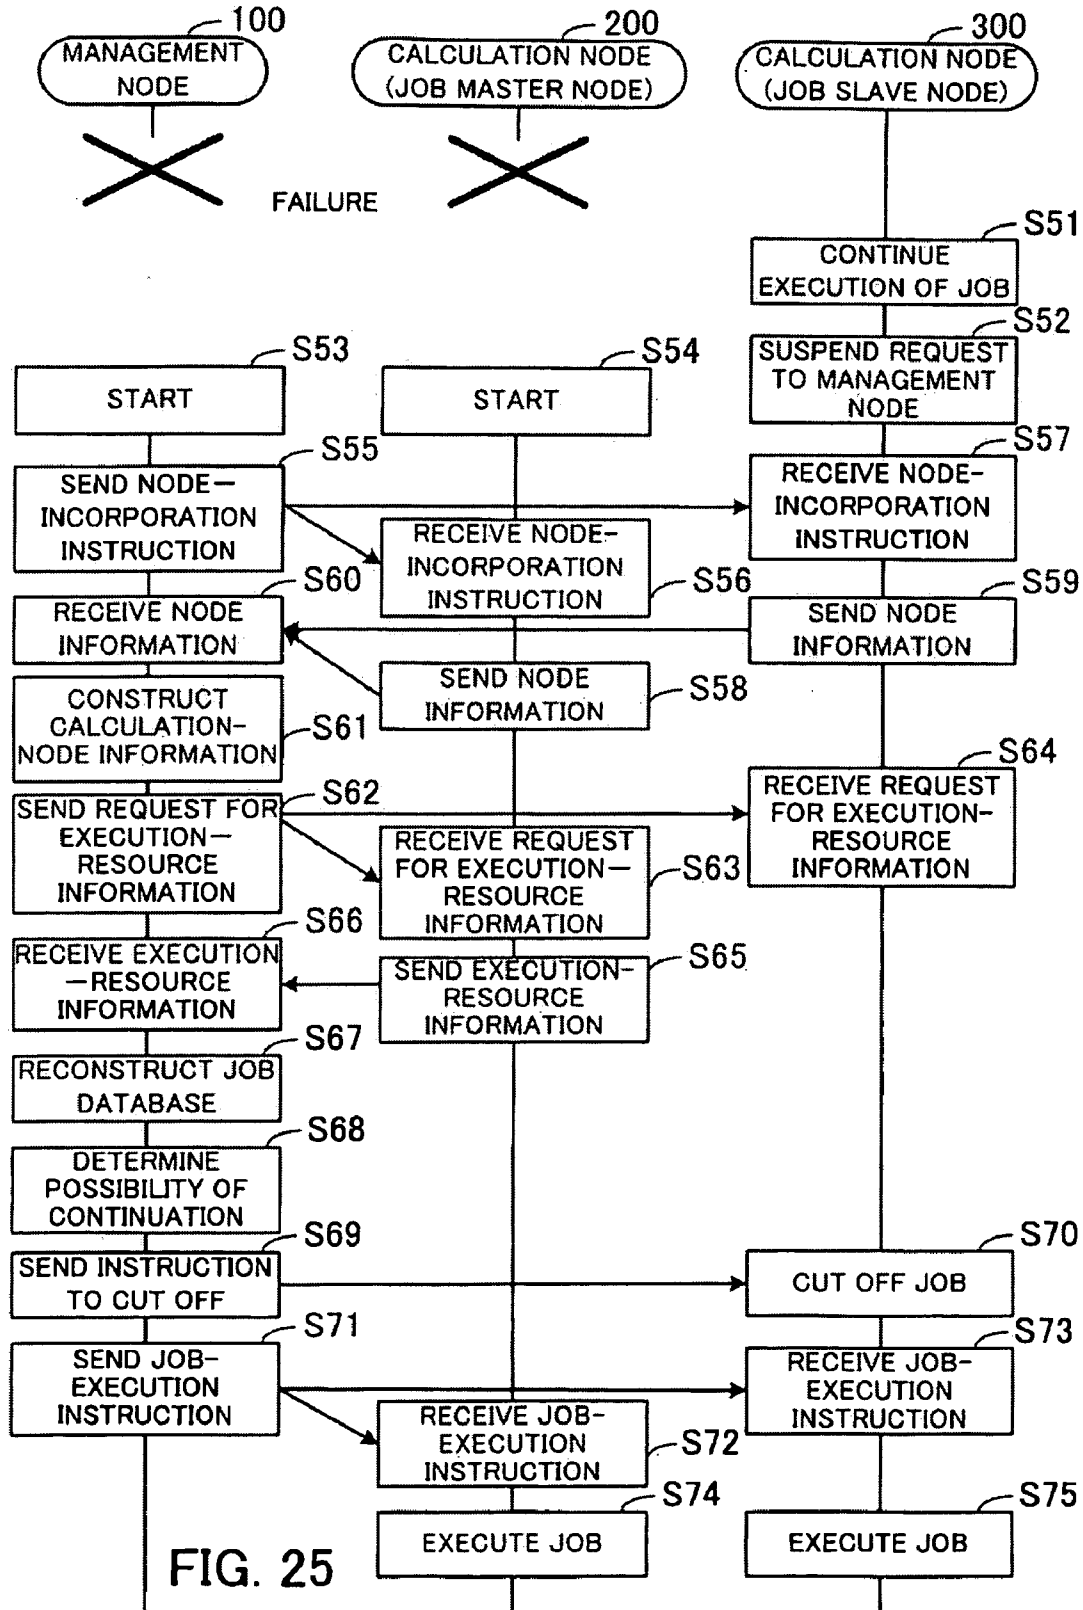 100
MANAGEMENT
NODE
200
CALCULATION NODE
(JOB MASTER NODE)
300
CALCULATION NODE
(JOB SLAVE NODE)
FAILURE
S51
CONTINUE
EXECUTION OF JOB
S52
SUSPEND REQUEST
TO MANAGEMENT
NODE
S53
START
S54
START
S55
SEND NODE—
INCORPORATION
INSTRUCTION
S57
RECEIVE NODE-
INCORPORATION
INSTRUCTION
RECEIVE NODE-
INCORPORATION
INSTRUCTION
S56
S60
RECEIVE NODE
INFORMATION
S59
SEND NODE
INFORMATION
SEND NODE
INFORMATION
S58
CONSTRUCT
CALCULATION-
NODE INFORMATION
S61
S62
SEND REQUEST FOR
EXECUTION—
RESOURCE
INFORMATION
S64
RECEIVE REQUEST
FOR EXECUTION-
RESOURCE
INFORMATION
RECEIVE REQUEST
FOR EXECUTION—
RESOURCE
INFORMATION
S63
S66
RECEIVE EXECUTION
—RESOURCE
INFORMATION
S65
SEND EXECUTION-
RESOURCE
INFORMATION
S67
RECONSTRUCT JOB
DATABASE
S68
DETERMINE
POSSIBILITY OF
CONTINUATION
S69
SEND INSTRUCTION
TO CUT OFF
S70
CUT OFF JOB
S71
SEND JOB-
EXECUTION
INSTRUCTION
S73
RECEIVE JOB-
EXECUTION
INSTRUCTION
RECEIVE JOB-
EXECUTION
INSTRUCTION
S72
S74
EXECUTE JOB
S75
EXECUTE JOB
FIG. 25